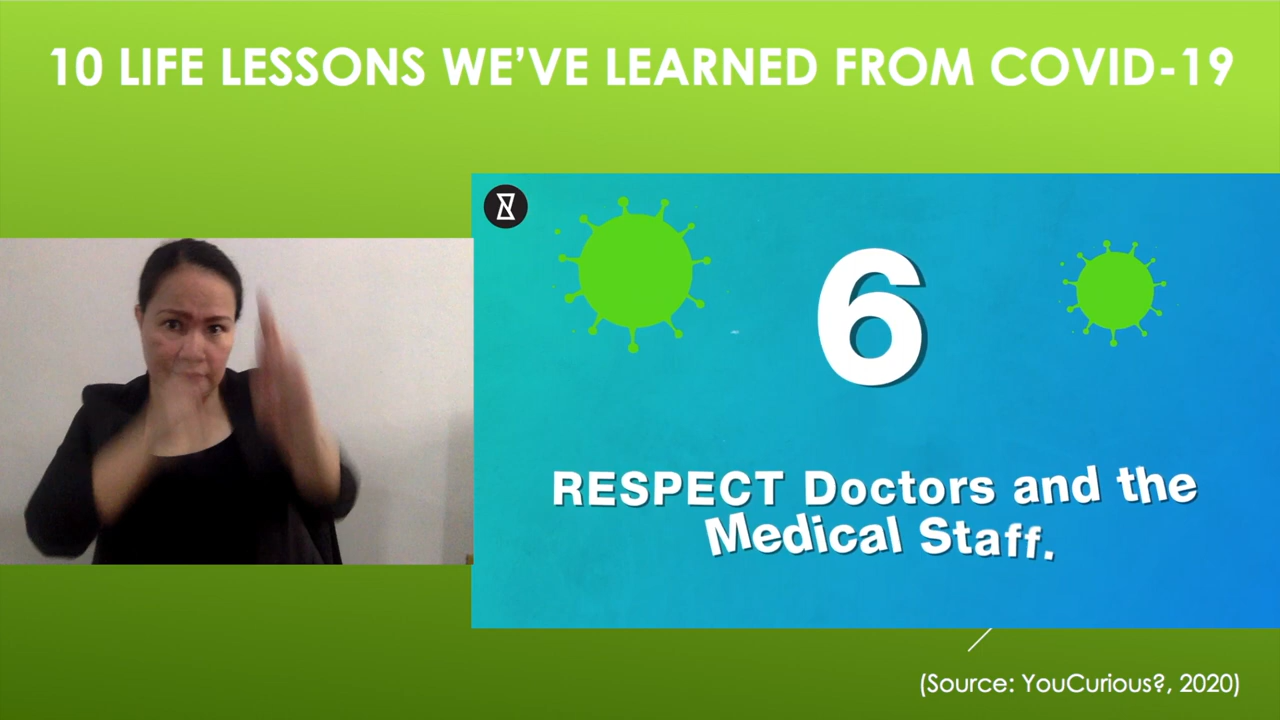 10 LIFE LESSONS WE’VE LEARNED FROM COVID-19
6
RESPECT Doctors and the
Medical Staff.
(Source: YouCurious?, 2020)